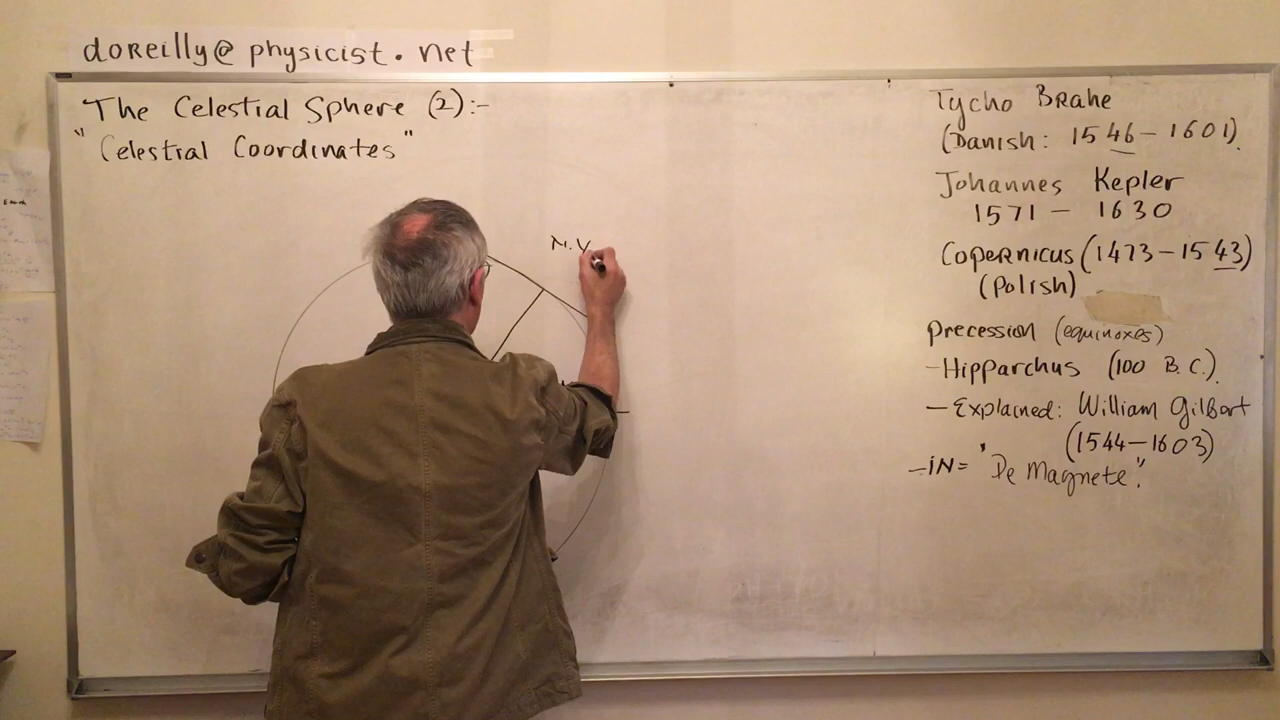 doReilly@physicist.net
The Celestial Sphere (2):-
"Celestral Coordinates"
N.Y
Tycho Brahe
(Danish: 1546-1601).
Johannes Kepler
1571 - 1630
Copernicus (1473-1543)
(Polish)
Precession (equinoxes)
-Hipparchus (100 B.C.).
-Explained: William Gilbert
(1544-1603)
-iN= "De Magnete".